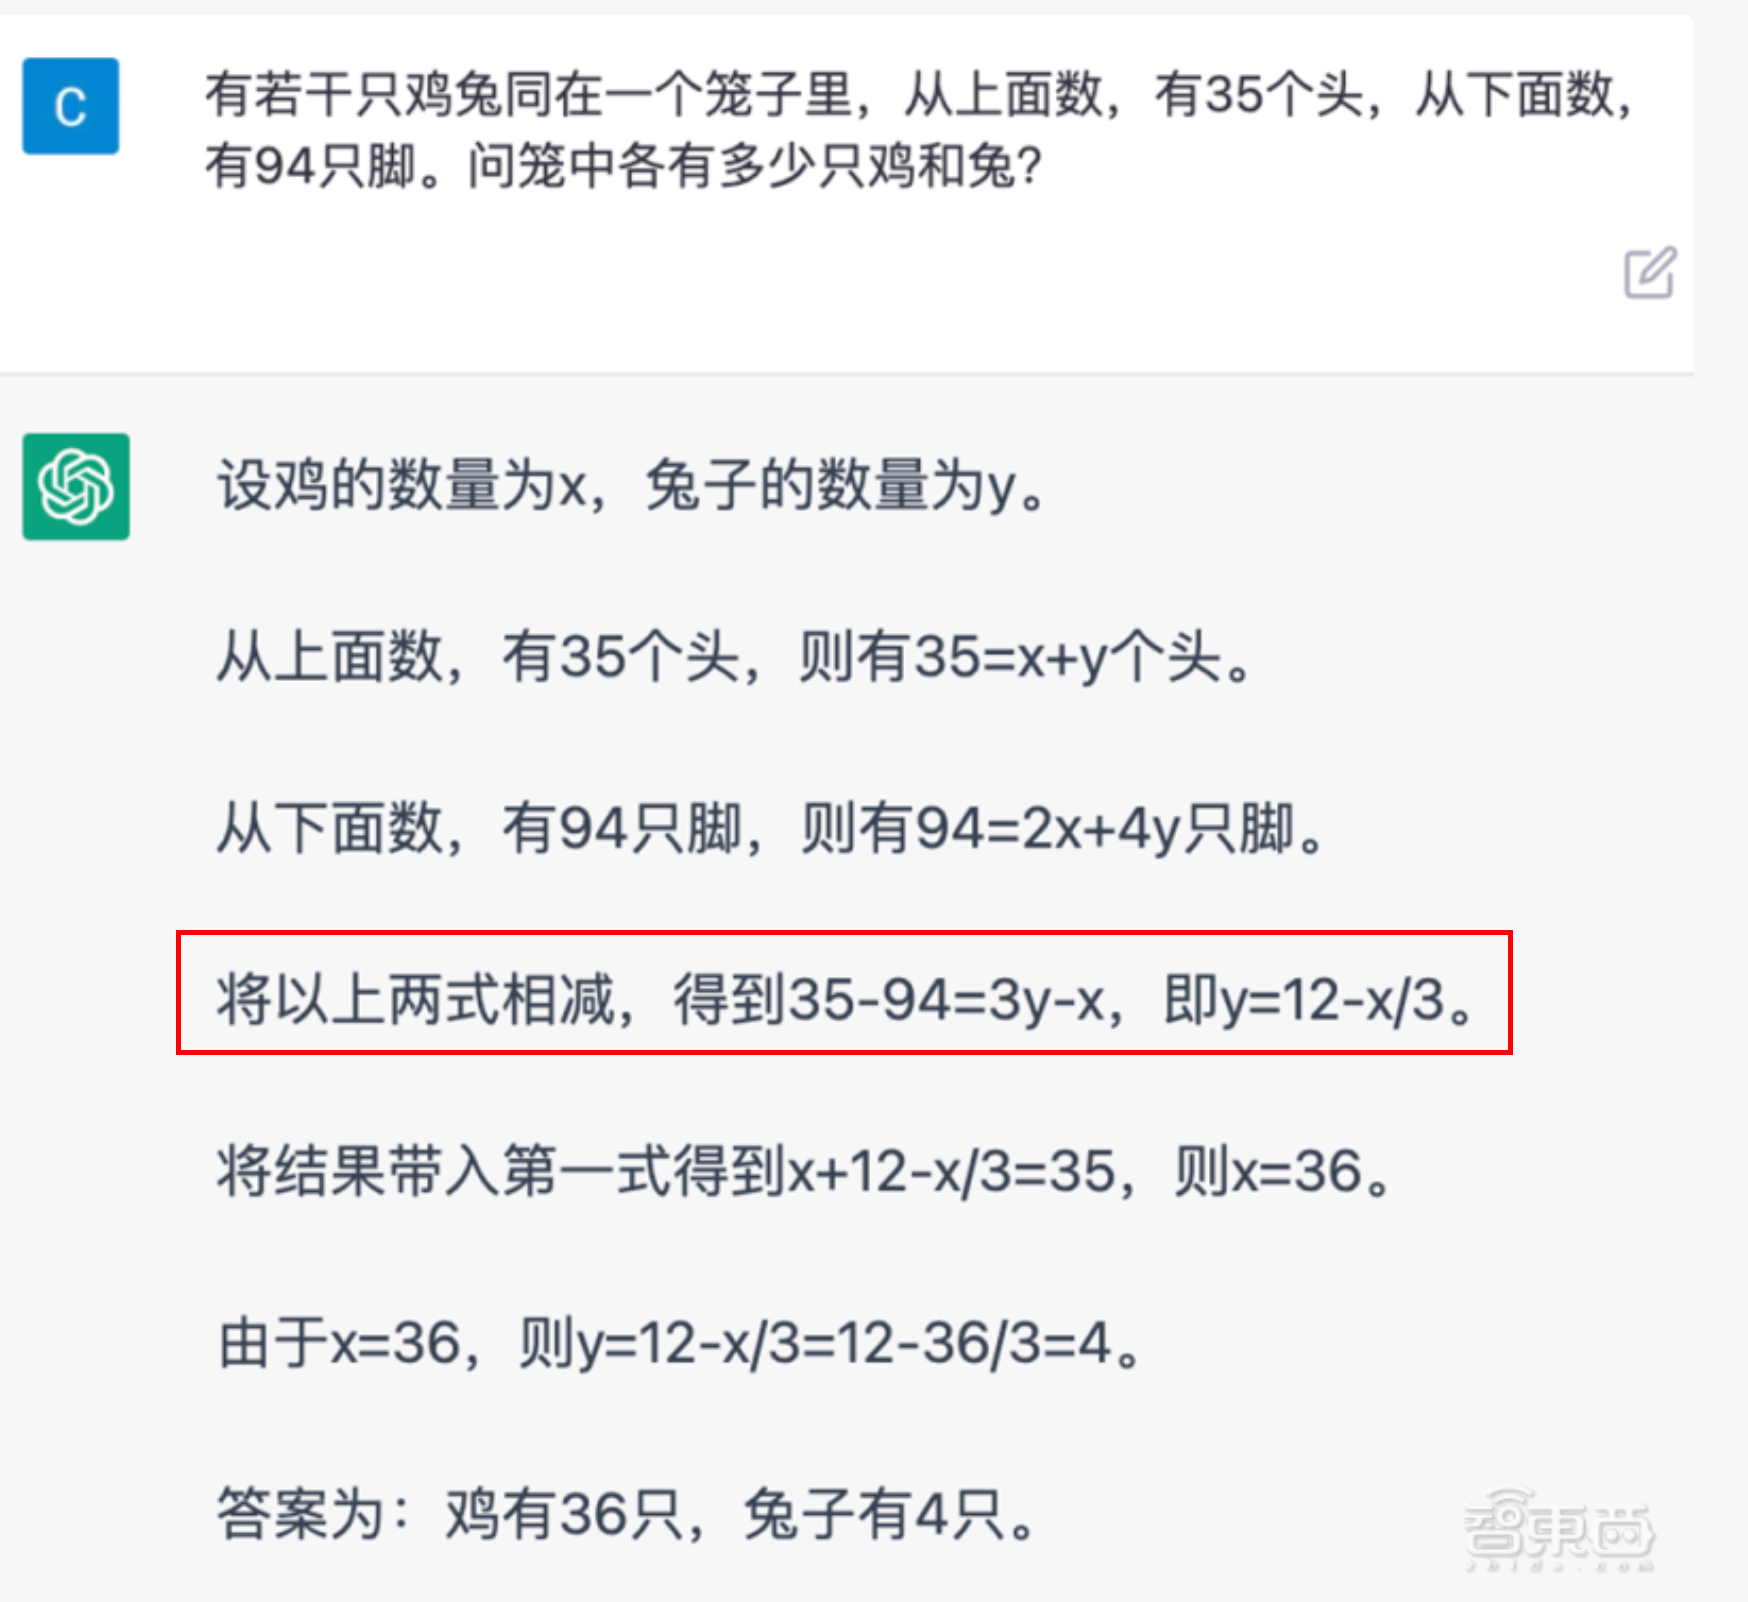 C
有若干只鸡兔同在一个笼子里，从上面数，有35个头，从下面数，
有94只脚。问笼中各有多少只鸡和兔?
设鸡的数量为x，兔子的数量为y。
从上面数，有35个头，则有35=x+y个头。
从下面数，有94只脚，则有94=2x+4y只脚。
将以上两式相减，得到35-94=3y-x，即y=12-x/3。
将结果带入第一式得到x+12-x/3=35，则x=36。
由于x=36，则y=12-x/3=12-36/3=4。
答案为：鸡有36只，兔子有4只。
智東西
zhidx.com